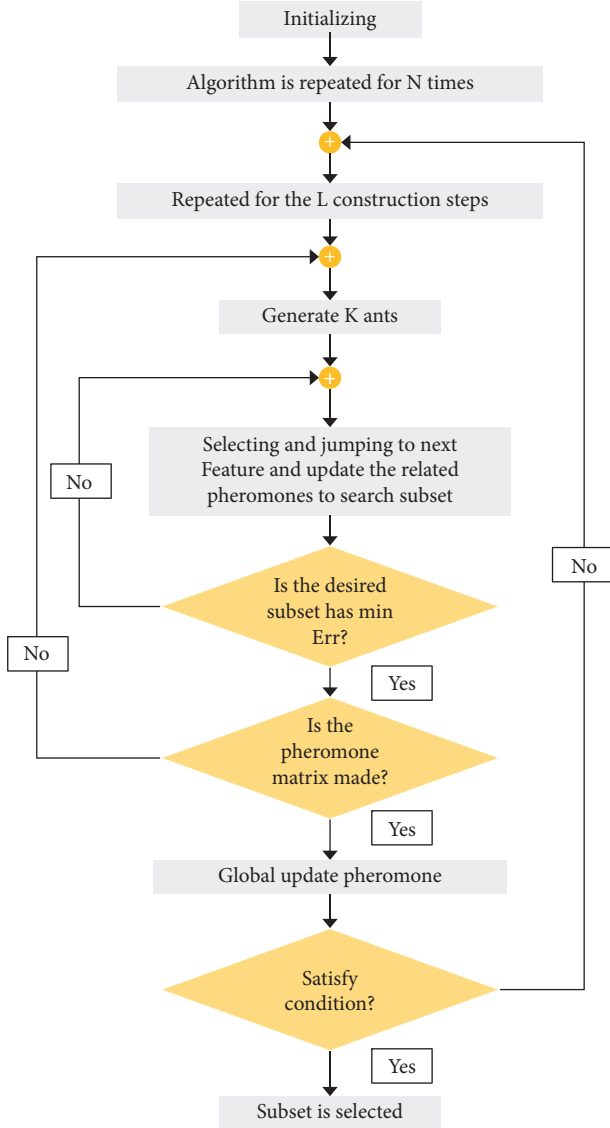 Initializing
Algorithm is repeated for N times
+
Repeated for the L construction steps
+
Generate K ants
+
Selecting and jumping to next
Feature and update the related
pheromones to search subset
No
Is the desired
subset has min
Err?
No
No
Yes
Is the
pheromone
matrix made?
Yes
Global update pheromone
Satisfy
condition?
Yes
Subset is selected